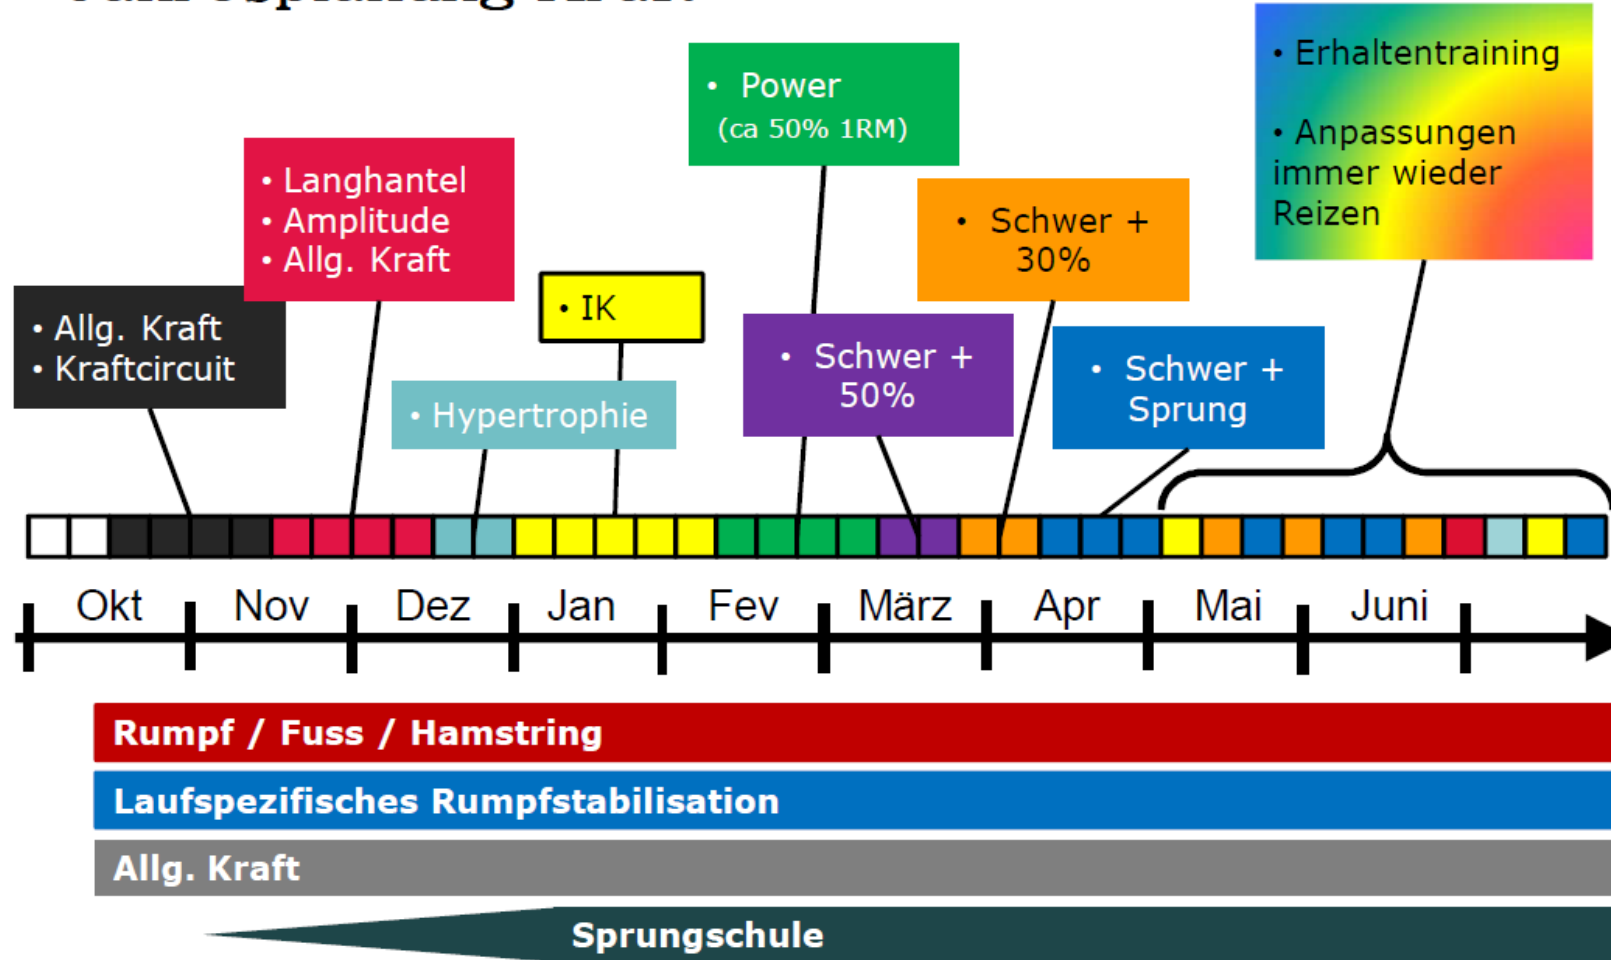 • Erhaltentraining
• Anpassungen
immer wieder
Reizen
• Power
(ca 50% 1RM)
• Langhantel
• Amplitude
• Allg. Kraft
• Schwer +
30%
• IK
• Allg. Kraft
• Kraftcircuit
• Schwer +
50%
• Schwer +
Sprung
• Hypertrophie
Okt Nov Dez Jan Fev März Apr Mai Juni
Rumpf / Fuss / Hamstring
Laufspezifisches Rumpfstabilisation
Allg. Kraft
Sprungschule